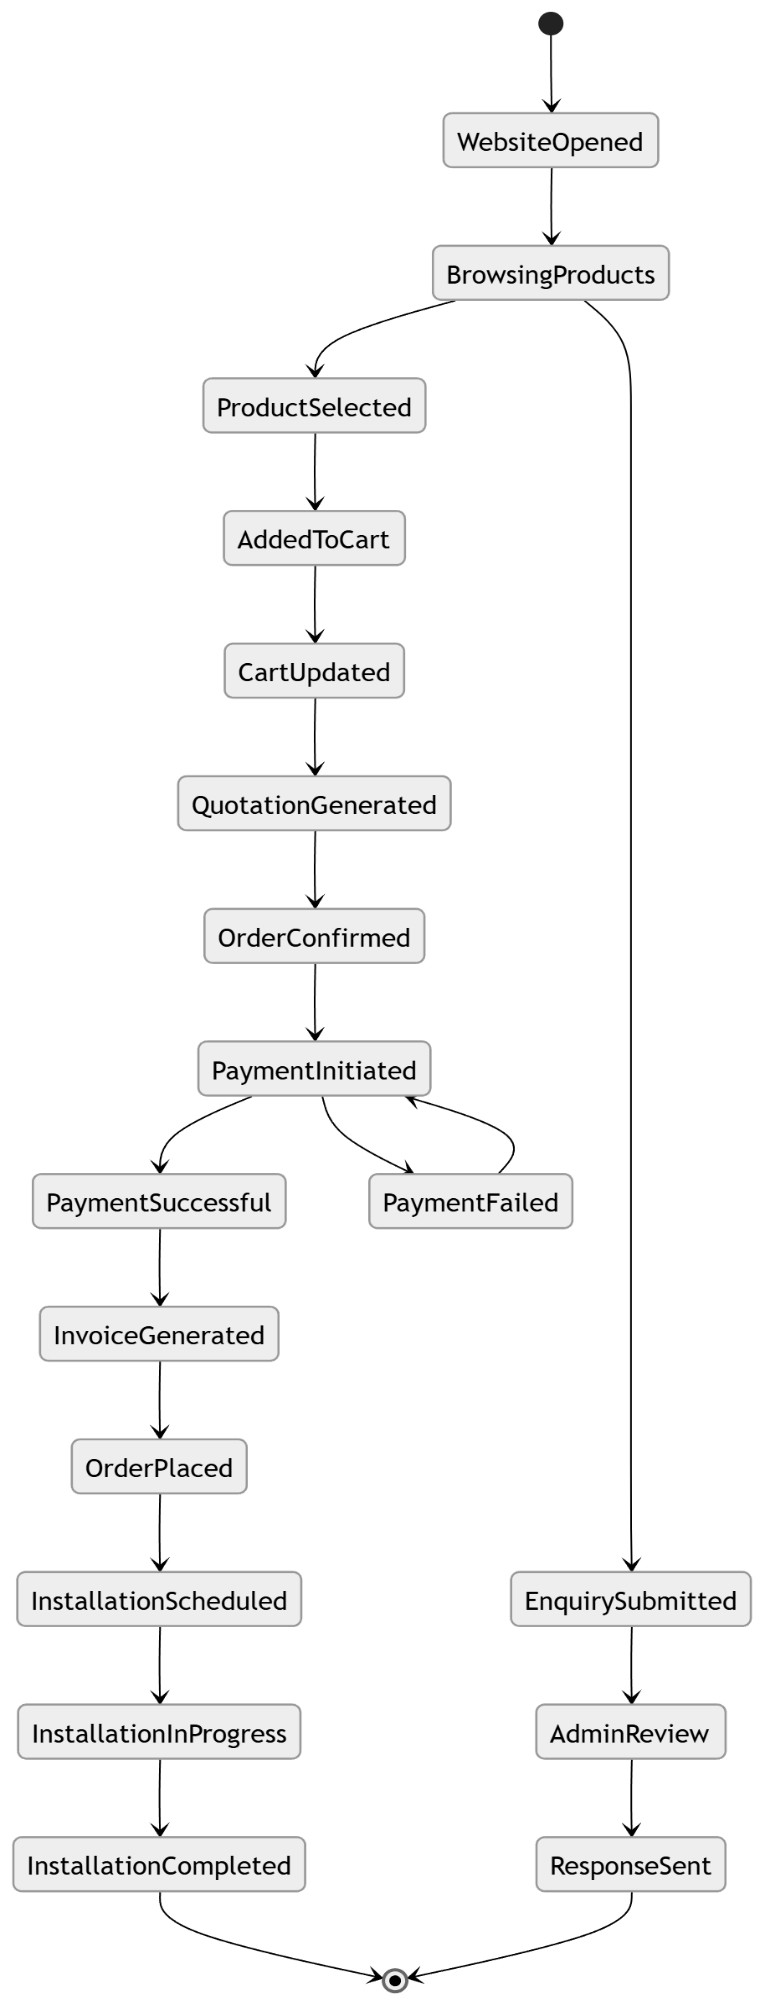 WebsiteOpened
BrowsingProducts
ProductSelected
AddedToCart
CartUpdated
QuotationGenerated
OrderConfirmed
PaymentInitiated
PaymentSuccessful
PaymentFailed
InvoiceGenerated
OrderPlaced
InstallationScheduled
EnquirySubmitted
InstallationInProgress
AdminReview
InstallationCompleted
ResponseSent